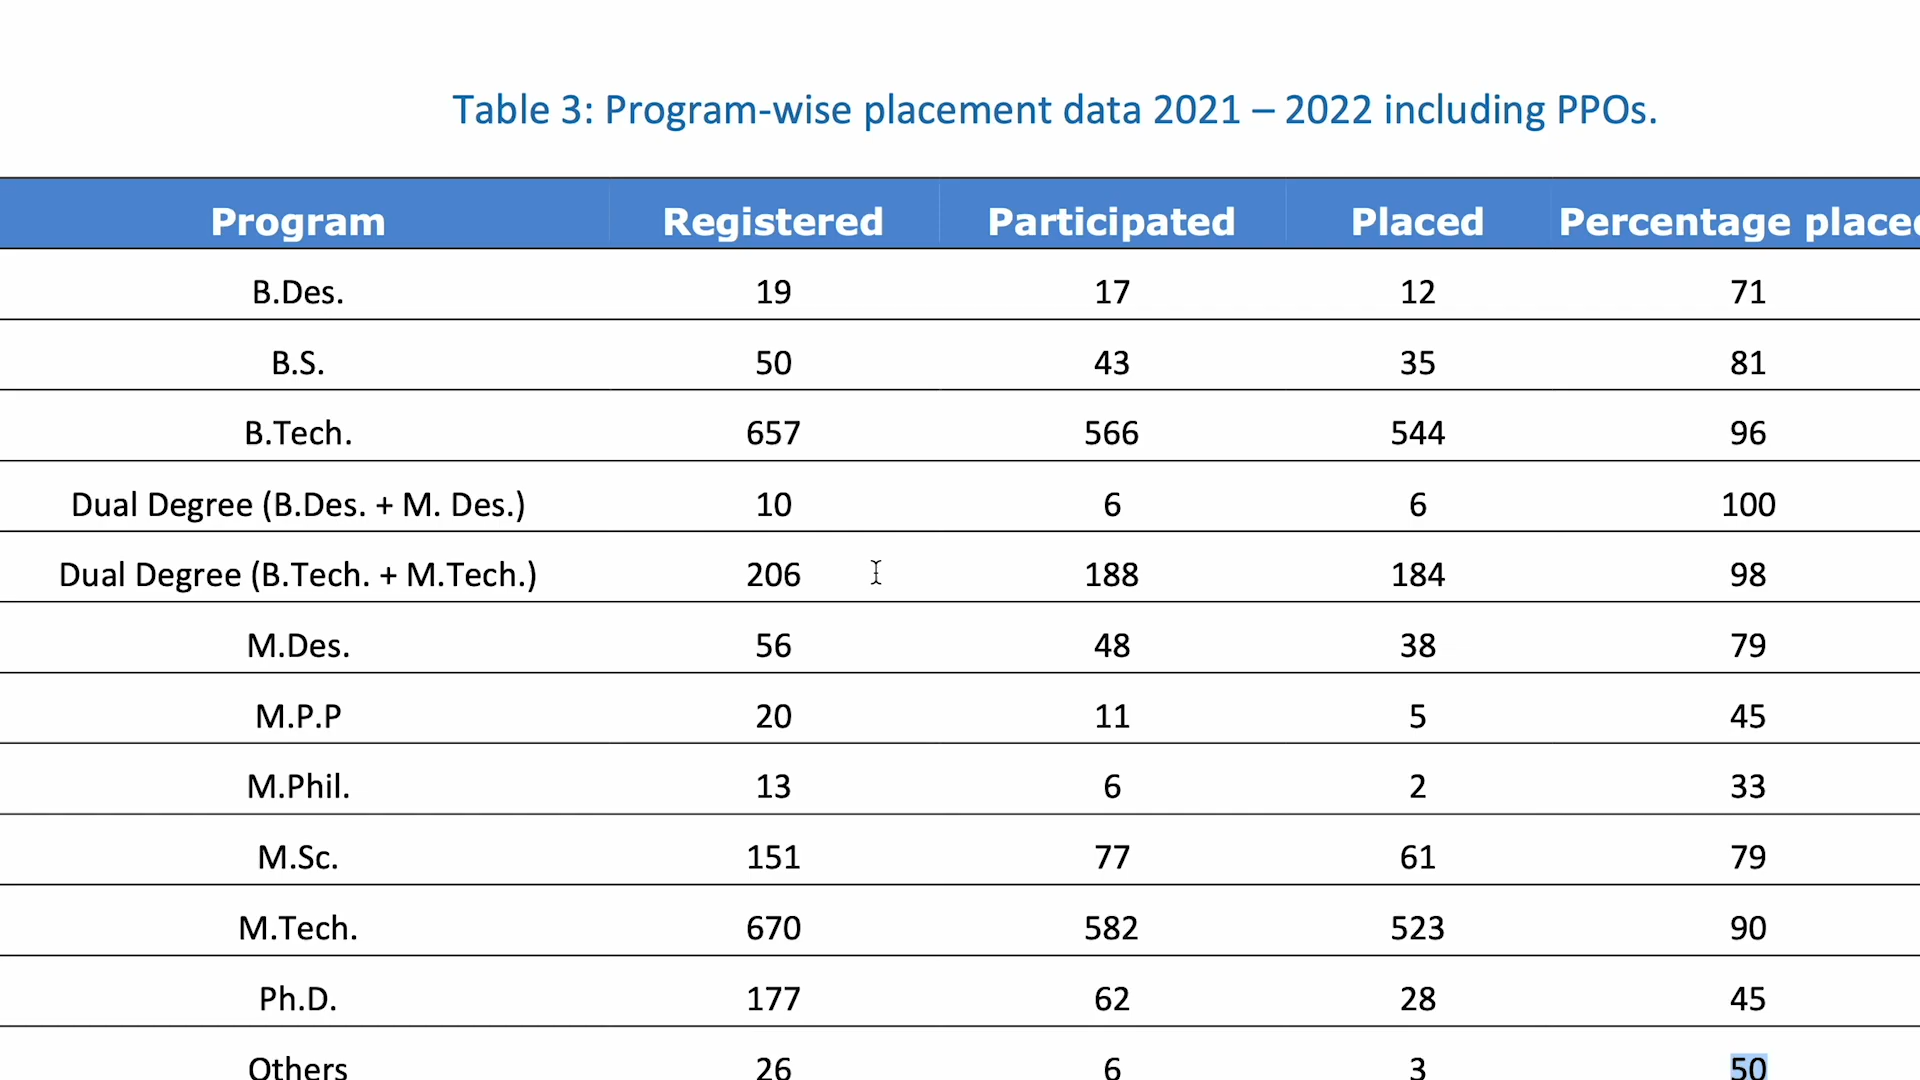 Table 3: Program-wise placement data 2021 – 2022 including PPOs.
Program Registered Participated Placed Percentage placed
B.Des. 19 17 12 71
B.S. 50 43 35 81
B.Tech. 657 566 544 96
Dual Degree (B.Des. + M. Des.) 10 6 6 100
Dual Degree (B.Tech. + M.Tech.) 206 188 184 98
M.Des. 56 48 38 79
M.P.P 20 11 5 45
M.Phil. 13 6 2 33
M.Sc. 151 77 61 79
M.Tech. 670 582 523 90
Ph.D. 177 62 28 45
Others 26 6 3 50